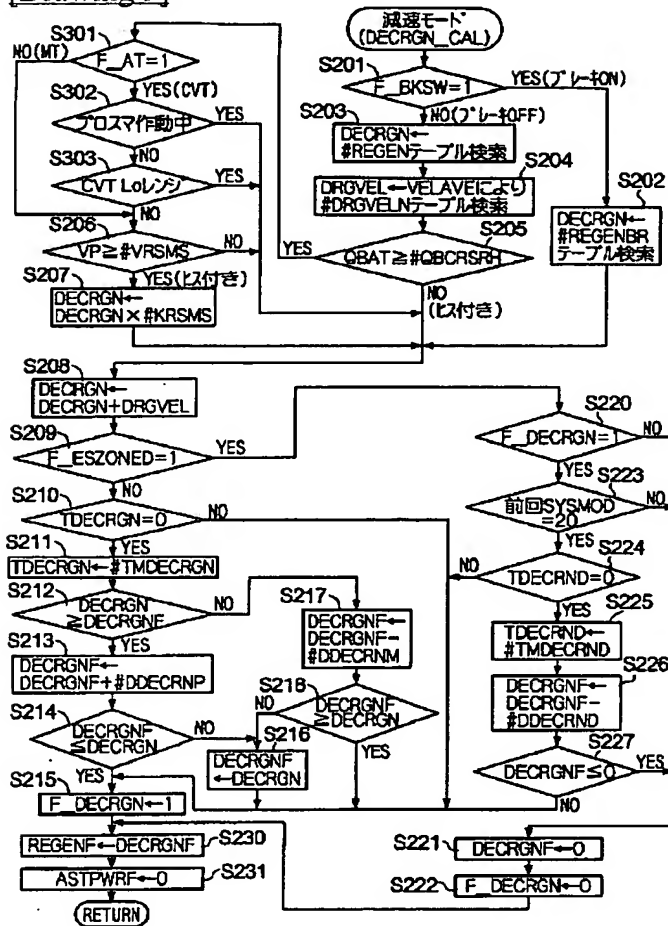 [Drawing 5]
減速モード
(DECRGN_CAL)
S201
F_BKSW=1
YES(ブレーキON)
NO(ブレーキOFF)
S202
DECRGN←
#REGENBR
テーブル検索
S203
DECRGN←
#REGENテーブル検索
S204
DRGVEL←VELAVEにより
#DRGVELNテーブル検索
S205
QBAT≧#QBCRSRH
YES
NO
(ヒス付き)
S301
F_AT=1
NO(MT)
YES(CVT)
S302
プロスマ作動中
YES
NO
S303
CVT Loレンジ
YES
NO
S206
VP≧#VRSMS
NO
YES(ヒス付き)
S207
DECRGN←
DECRGN×#KRSMS
S208
DECRGN←
DECRGN+DRGVEL
S209
F_ESZONED=1
YES
NO
S210
TDECRGN=0
NO
YES
S211
TDECRGN←#TMDECRGN
S212
DECRGN
≧DECRGNF
NO
YES
S213
DECRGNF←
DECRGNF+#DDECRNP
S214
DECRGNF
≦DECRGN
NO
YES
S215
F_DECRGN←1
S216
DECRGNF
←DECRGN
S217
DECRGNF←
DECRGNF-
#DDECRNM
S218
DECRGNF
≧DECRGN
NO
YES
S220
F_DECRGN=1
NO
YES
S223
前回SYSMOD
=20
NO
YES
S224
TDECRND=0
NO
YES
S225
TDECRND←
#TMDECRND
S226
DECRGNF←
DECRGNF-
#DDECRND
S227
DECRGNF≦0
YES
NO
S221
DECRGNF←0
S222
F_DECRGN←0
S230
REGENF←DECRGNF
S231
ASTPWRF←0
RETURN